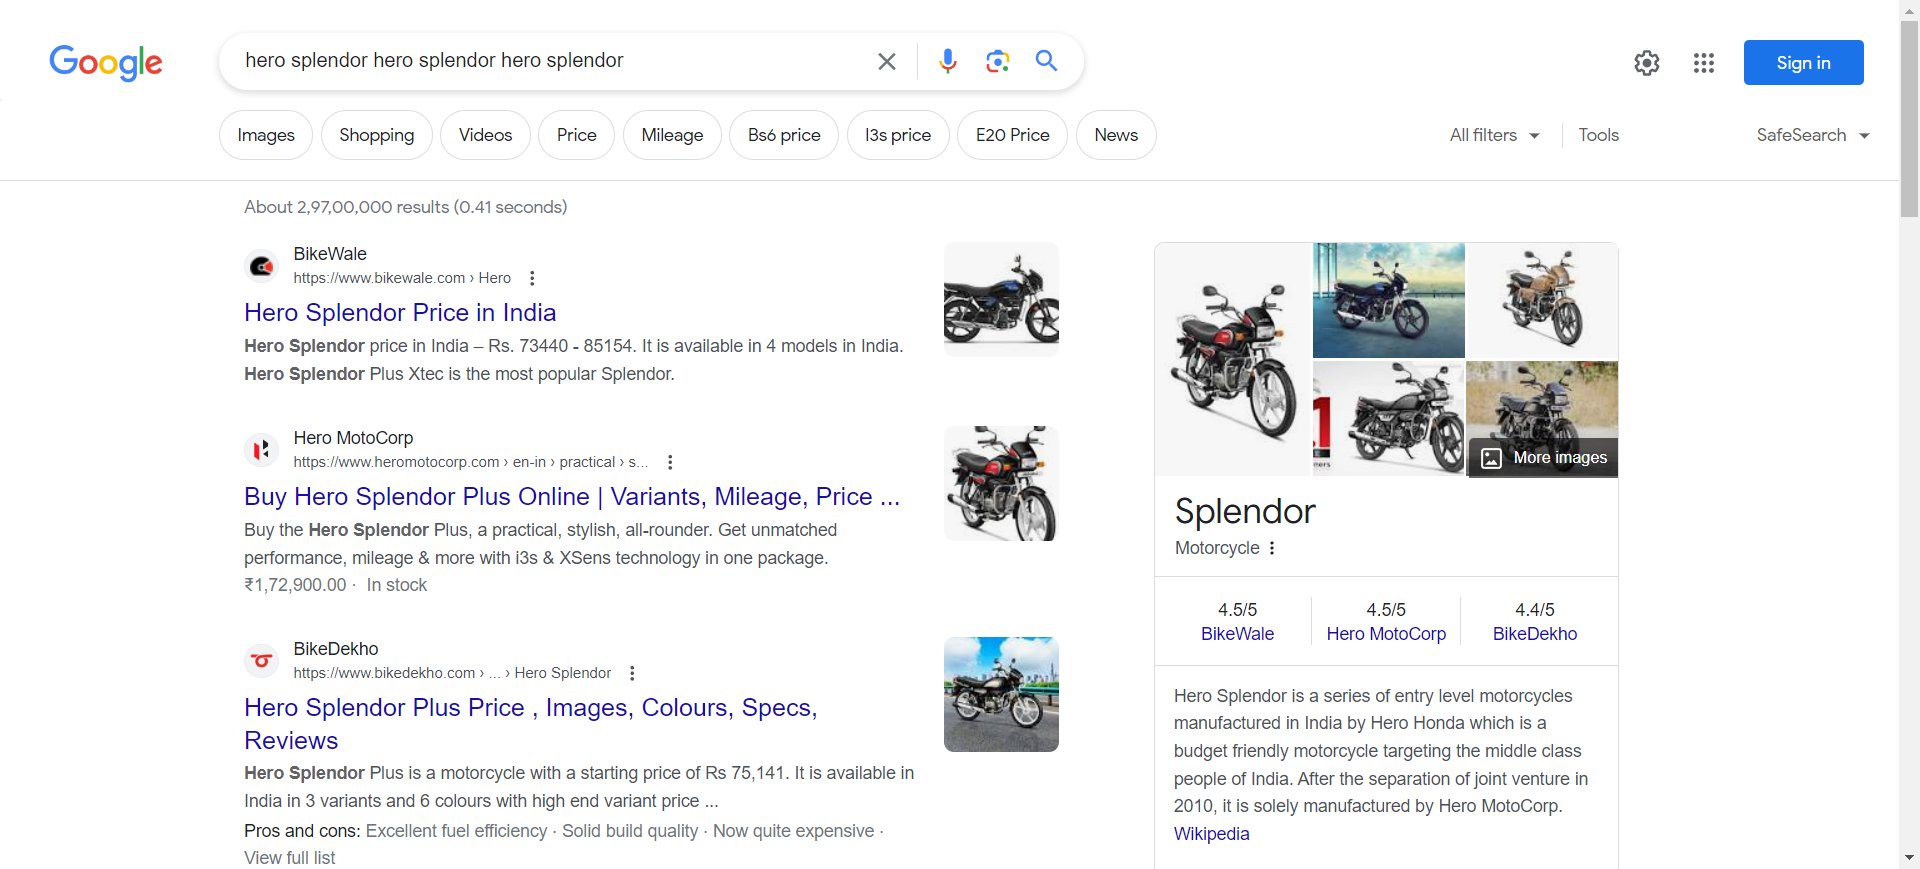 Google
hero splendor hero splendor hero splendor
Sign in
Images
Shopping
Videos
Price
Mileage
Bs6 price
I3s price
E20 Price
News
All filters
Tools
SafeSearch
About 2,97,00,000 results (0.41 seconds)
BikeWale
https://www.bikewale.com › Hero
Hero Splendor Price in India
Hero Splendor price in India – Rs. 73440 - 85154. It is available in 4 models in India.
Hero Splendor Plus Xtec is the most popular Splendor.
Hero MotoCorp
https://www.heromotocorp.com › en-in › practical › s...
Buy Hero Splendor Plus Online | Variants, Mileage, Price ...
Buy the Hero Splendor Plus, a practical, stylish, all-rounder. Get unmatched
performance, mileage & more with i3s & XSens technology in one package.
₹1,72,900.00 · In stock
BikeDekho
https://www.bikedekho.com › ... › Hero Splendor
Hero Splendor Plus Price , Images, Colours, Specs,
Reviews
Hero Splendor Plus is a motorcycle with a starting price of Rs 75,141. It is available in
India in 3 variants and 6 colours with high end variant price ...
Pros and cons: Excellent fuel efficiency · Solid build quality · Now quite expensive ·
View full list
More images
Splendor
Motorcycle
4.5/5
BikeWale
4.5/5
Hero MotoCorp
4.4/5
BikeDekho
Hero Splendor is a series of entry level motorcycles
manufactured in India by Hero Honda which is a
budget friendly motorcycle targeting the middle class
people of India. After the separation of joint venture in
2010, it is solely manufactured by Hero MotoCorp.
Wikipedia